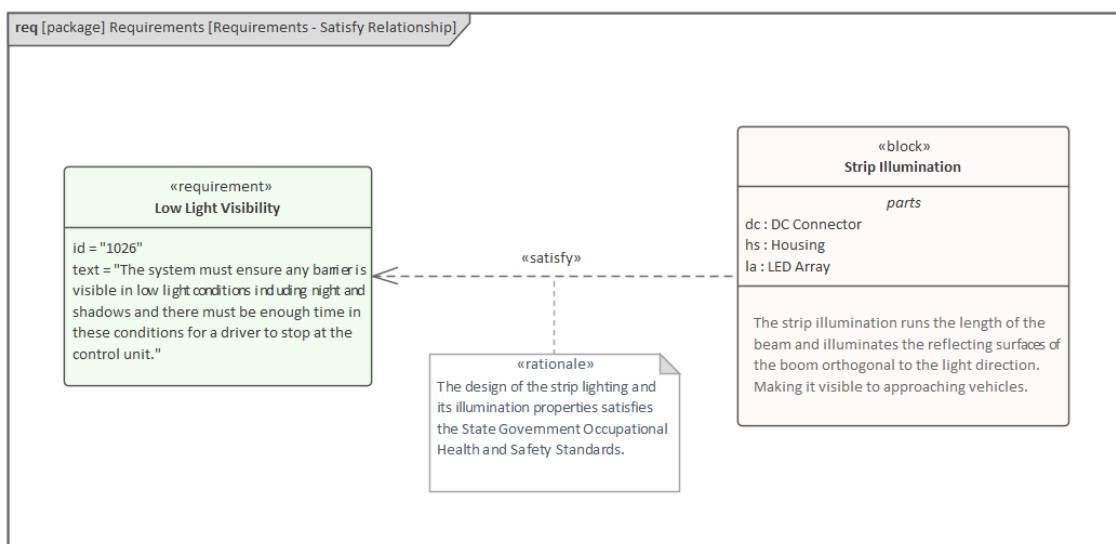 req [package] Requirements [Requirements - Satisfy Relationship]
«requirement»
Low Light Visibility
id = "1026"
text = "The system must ensure any barrier is
visible in low light conditions including night and
shadows and there must be enough time in
these conditions for a driver to stop at the
control unit."
«satisfy»
«rationale»
The design of the strip lighting and
its illumination properties satisfies
the State Government Occupational
Health and Safety Standards.
«block»
Strip Illumination
parts
dc : DC Connector
hs : Housing
la : LED Array
The strip illumination runs the length of the
beam and illuminates the reflecting surfaces of
the boom orthogonal to the light direction.
Making it visible to approaching vehicles.